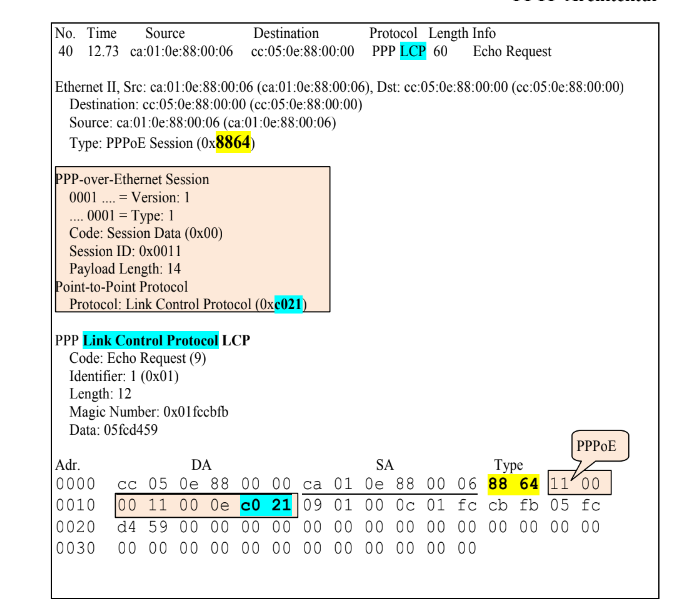 No. Time Source Destination Protocol Length Info
40 12.73 ca:01:0e:88:00:06 cc:05:0e:88:00:00 PPP LCP 60 Echo Request
Ethernet II, Src: ca:01:0e:88:00:06 (ca:01:0e:88:00:06), Dst: cc:05:0e:88:00:00 (cc:05:0e:88:00:00)
Destination: cc:05:0e:88:00:00 (cc:05:0e:88:00:00)
Source: ca:01:0e:88:00:06 (ca:01:0e:88:00:06)
Type: PPPoE Session (0x8864)
PPP-over-Ethernet Session
0001 .... = Version: 1
.... 0001 = Type: 1
Code: Session Data (0x00)
Session ID: 0x0011
Payload Length: 14
Point-to-Point Protocol
Protocol: Link Control Protocol (0xc021)
PPP Link Control Protocol LCP
Code: Echo Request (9)
Identifier: 1 (0x01)
Length: 12
Magic Number: 0x01fccbfb
Data: 05fcd459
PPPoE
Adr. DA SA Type
0000 cc 05 0e 88 00 00 ca 01 0e 88 00 06 88 64 11 00
0010 00 11 00 0e c0 21 09 01 00 0c 01 fc cb fb 05 fc
0020 d4 59 00 00 00 00 00 00 00 00 00 00 00 00 00 00
0030 00 00 00 00 00 00 00 00 00 00 00 00